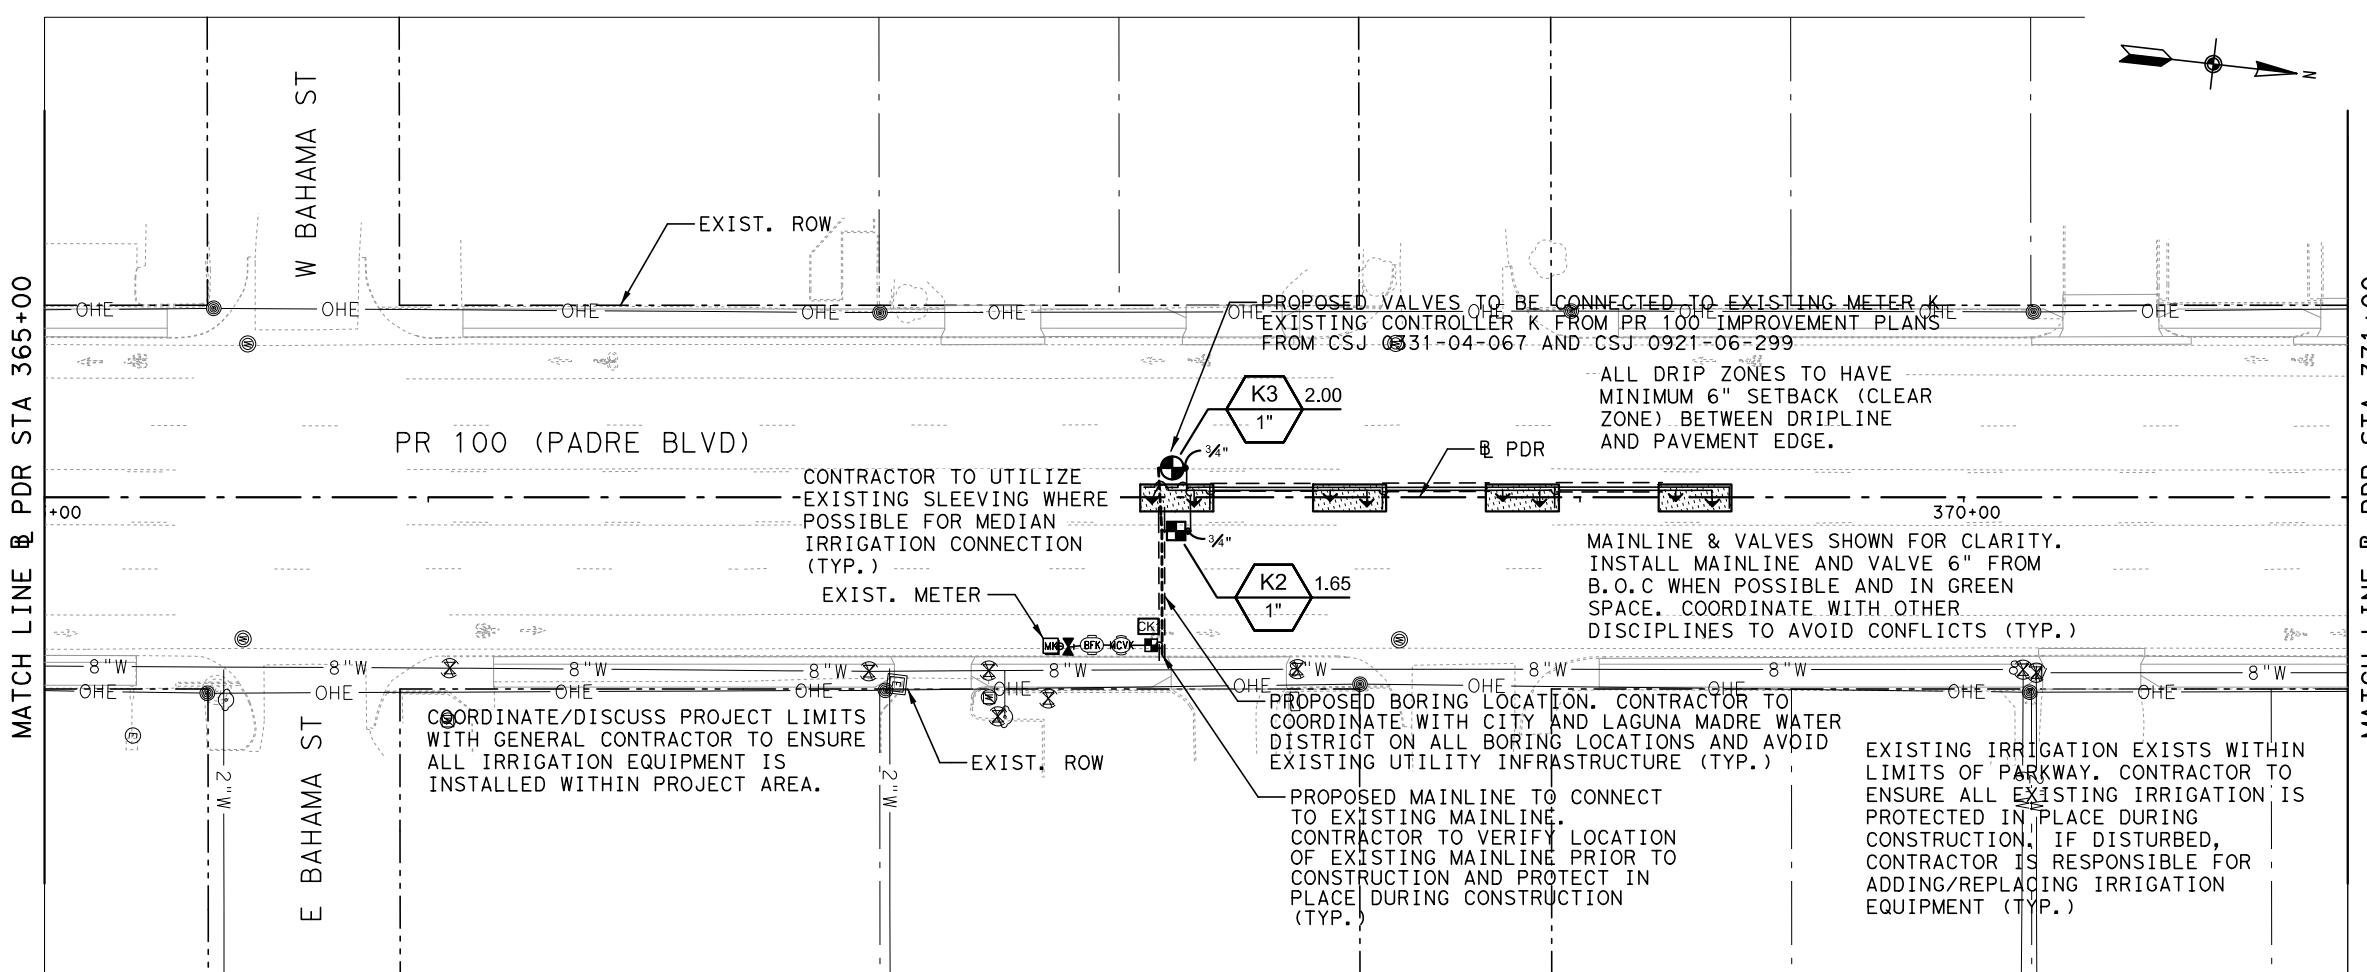 N
W BAHAMA ST
EXIST. ROW
OHE
OHE
OHE
OHE
OHE
OHE
OHE
OHE
OHE
PROPOSED VALVES TO BE CONNECTED TO EXISTING METER K
EXISTING CONTROLLER K FROM PR 100 IMPROVEMENT PLANS
FROM CSJ 0331-04-067 AND CSJ 0921-06-299
W
W
ALL DRIP ZONES TO HAVE
MINIMUM 6" SETBACK (CLEAR
ZONE) BETWEEN DRIPLINE
AND PAVEMENT EDGE.
K3
2.00
1"
MATCH LINE B PDR STA 365+00
PR 100 (PADRE BLVD)
3/4"
B PDR
CONTRACTOR TO UTILIZE
EXISTING SLEEVING WHERE
POSSIBLE FOR MEDIAN
IRRIGATION CONNECTION
(TYP.)
+00
370+00
3/4"
K2
1.65
1"
MAINLINE & VALVES SHOWN FOR CLARITY.
INSTALL MAINLINE AND VALVE 6" FROM
B.O.C WHEN POSSIBLE AND IN GREEN
SPACE. COORDINATE WITH OTHER
DISCIPLINES TO AVOID CONFLICTS (TYP.)
EXIST. METER
MK
BFK
MCVK
CK
W
W
8"W
8"W
8"W
8"W
8"W
8"W
8"W
8"W
8"W
OHE
OHE
OHE
OHE
OHE
OHE
OHE
OHE
OHE
OHE
E
COORDINATE/DISCUSS PROJECT LIMITS
WITH GENERAL CONTRACTOR TO ENSURE
ALL IRRIGATION EQUIPMENT IS
INSTALLED WITHIN PROJECT AREA.
E BAHAMA ST
2"W
2"W
EXIST. ROW
PROPOSED BORING LOCATION. CONTRACTOR TO
COORDINATE WITH CITY AND LAGUNA MADRE WATER
DISTRICT ON ALL BORING LOCATIONS AND AVOID
EXISTING UTILITY INFRASTRUCTURE (TYP.)
PROPOSED MAINLINE TO CONNECT
TO EXISTING MAINLINE.
CONTRACTOR TO VERIFY LOCATION
OF EXISTING MAINLINE PRIOR TO
CONSTRUCTION AND PROTECT IN
PLACE DURING CONSTRUCTION
(TYP.)
EXISTING IRRIGATION EXISTS WITHIN
LIMITS OF PARKWAY. CONTRACTOR TO
ENSURE ALL EXISTING IRRIGATION IS
PROTECTED IN PLACE DURING
CONSTRUCTION. IF DISTURBED,
CONTRACTOR IS RESPONSIBLE FOR
ADDING/REPLACING IRRIGATION
EQUIPMENT (TYP.)
MATCH LINE B PDR STA 371+00